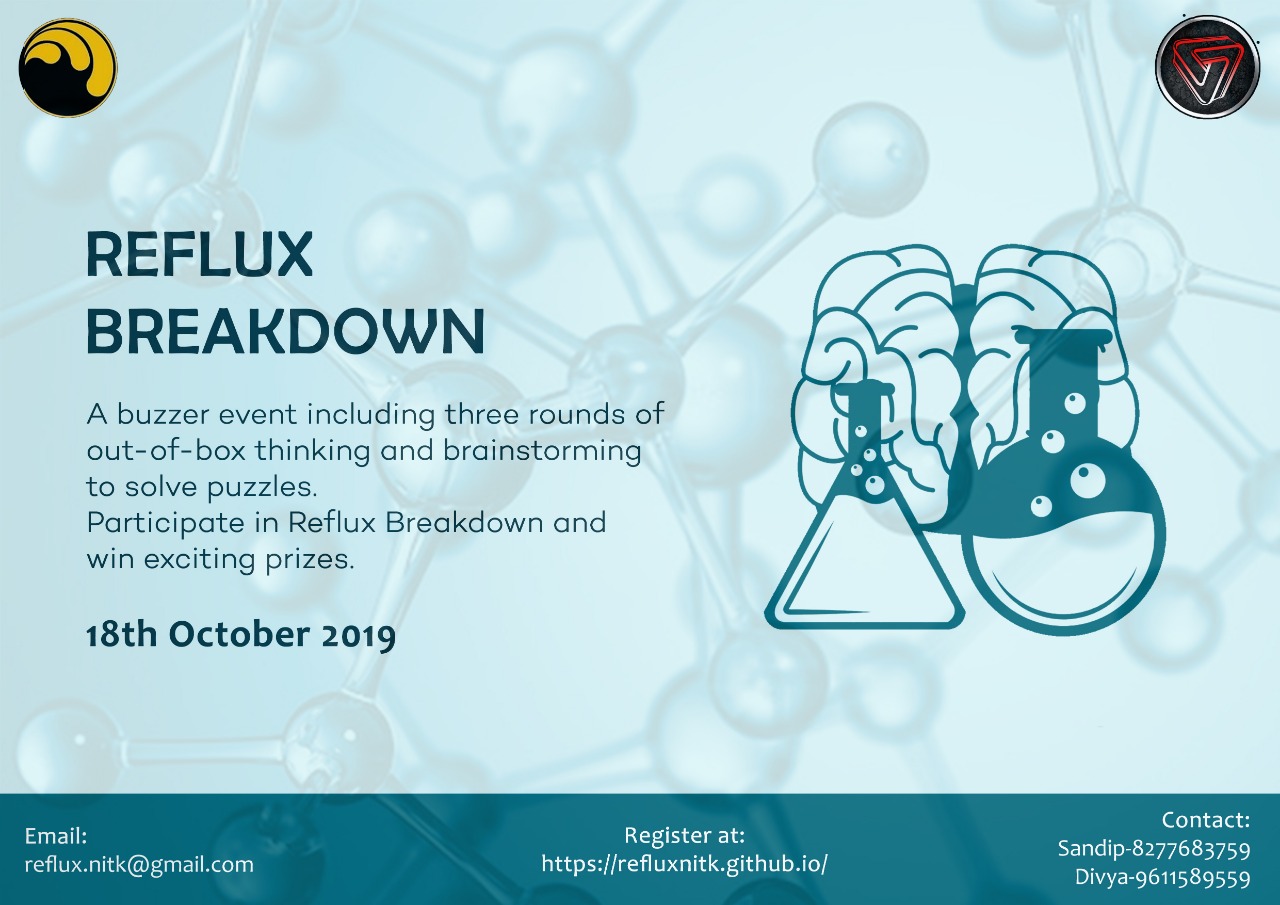 REFLUX
BREAKDOWN
A buzzer event including three rounds of
out-of-box thinking and brainstorming
to solve puzzles.
Participate in Reflux Breakdown and
win exciting prizes.
18th October 2019
Email:
reflux.nitk@gmail.com
Register at:
https://refluxnitk.github.io/
Contact:
Sandip-8277683759
Divya-9611589559